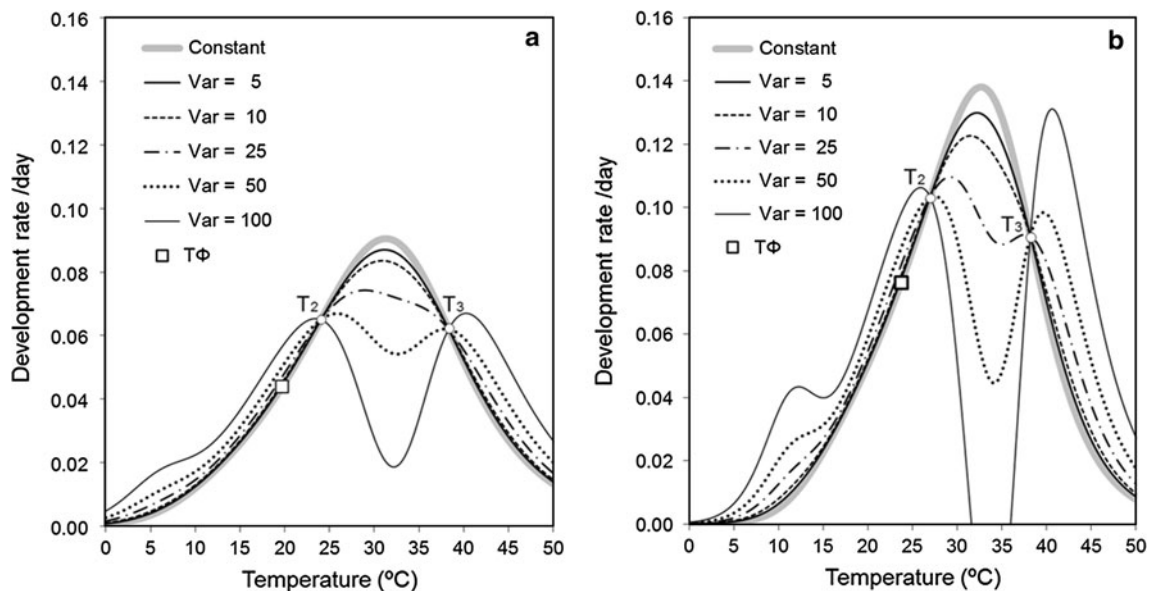 a
Constant
Var = 5
Var = 10
Var = 25
Var = 50
Var = 100
TΦ
T2
T3
Development rate /day
0.16
0.14
0.12
0.10
0.08
0.06
0.04
0.02
0.00
0 5 10 15 20 25 30 35 40 45 50
Temperature (ºC)
b
Constant
Var = 5
Var = 10
Var = 25
Var = 50
Var = 100
TΦ
T2
T3
Development rate /day
0.16
0.14
0.12
0.10
0.08
0.06
0.04
0.02
0.00
0 5 10 15 20 25 30 35 40 45 50
Temperature (ºC)